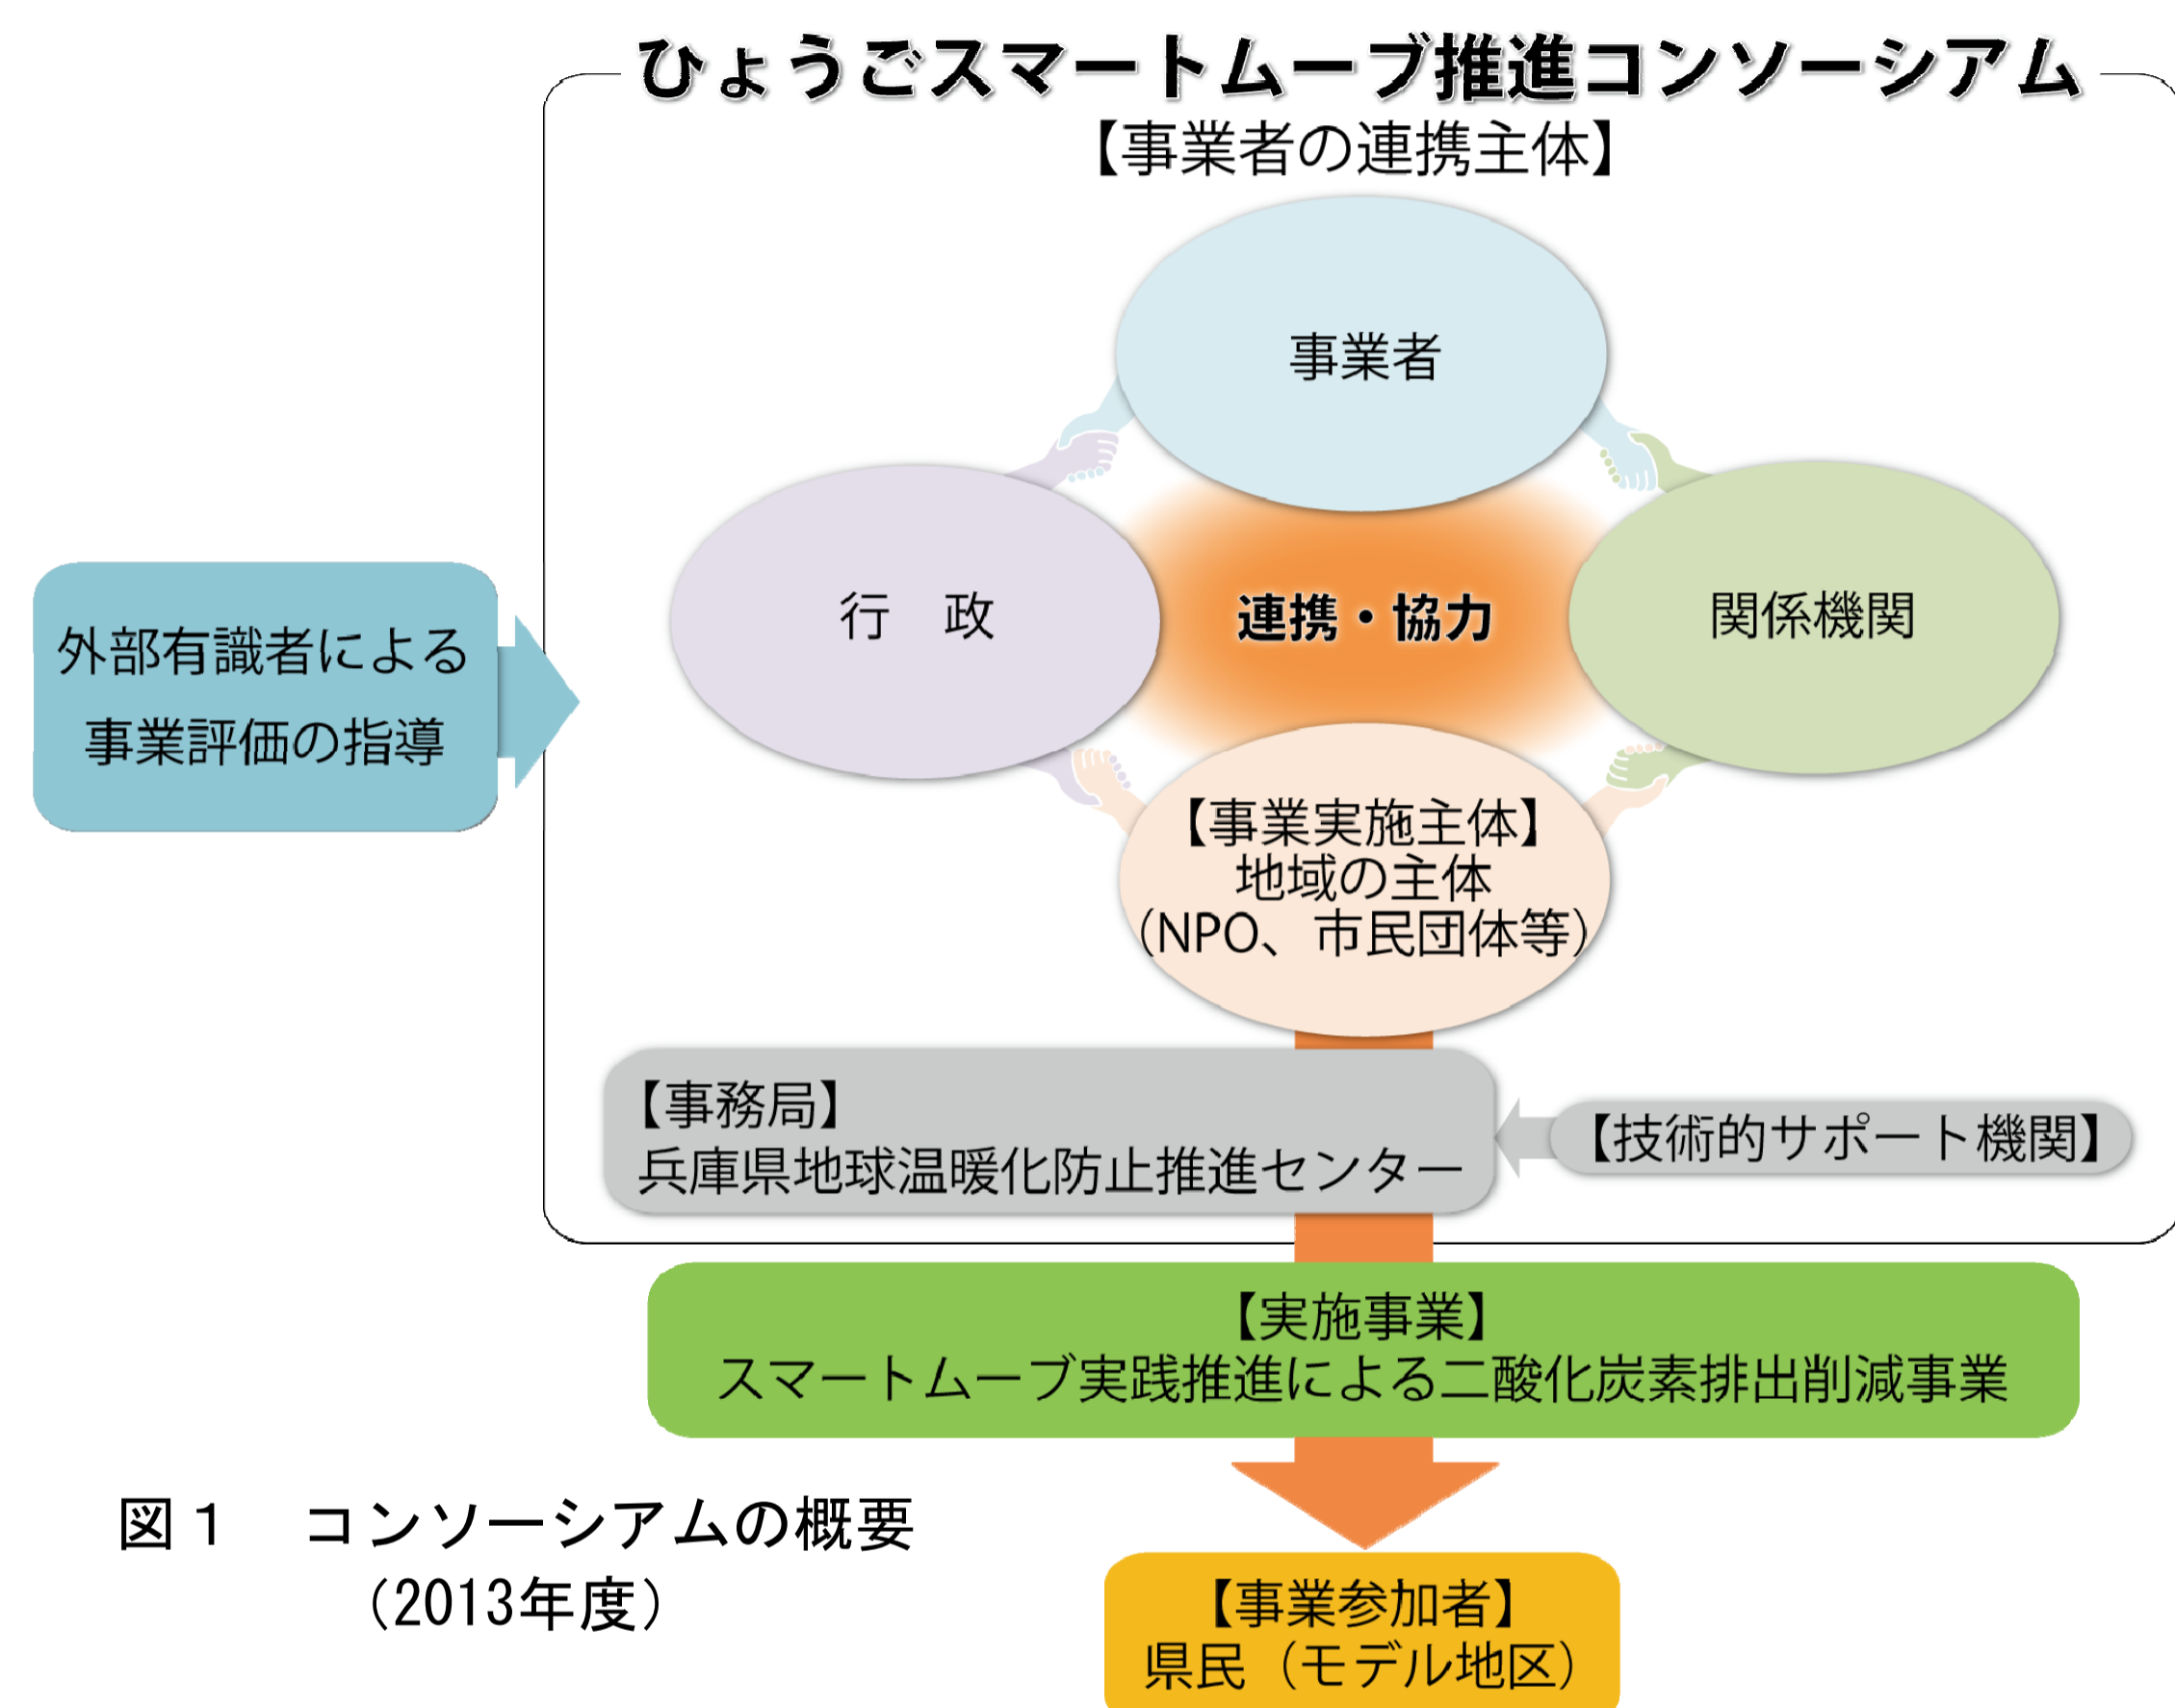 ひょうごスマートムーブ推進コンソーシアム
【事業者の連携主体】
事業者
行　政
連携・協力
関係機関
外部有識者による
事業評価の指導
【事業実施主体】
地域の主体
（NPO、市民団体等）
【事務局】
兵庫県地球温暖化防止推進センター
【技術的サポート機関】
【実施事業】
スマートムーブ実践推進による二酸化炭素排出削減事業
図１　コンソーシアムの概要
（2013年度）
【事業参加者】
県民（モデル地区）